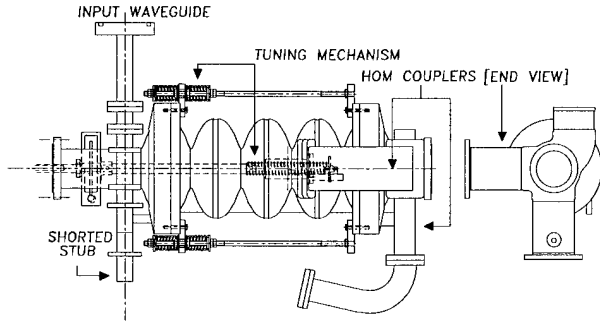 INPUT WAVEGUIDE
TUNING MECHANISM
HOM COUPLERS [END VIEW]
SHORTED
STUB